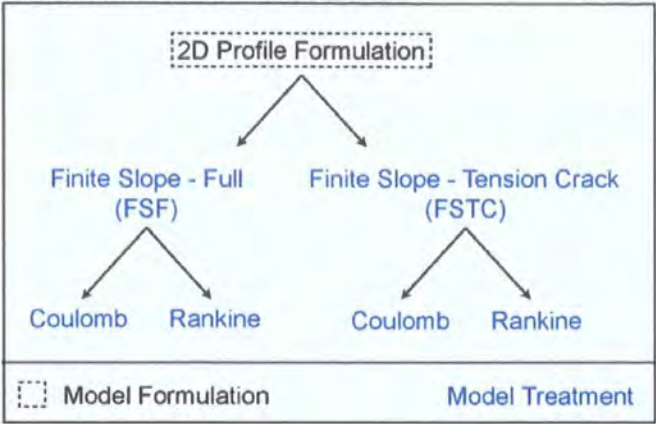 2D Profile Formulation
Finite Slope - Full Finite Slope - Tension Crack
(FSF) (FSTC)
Coulomb Rankine Coulomb Rankine
Model Formulation Model Treatment